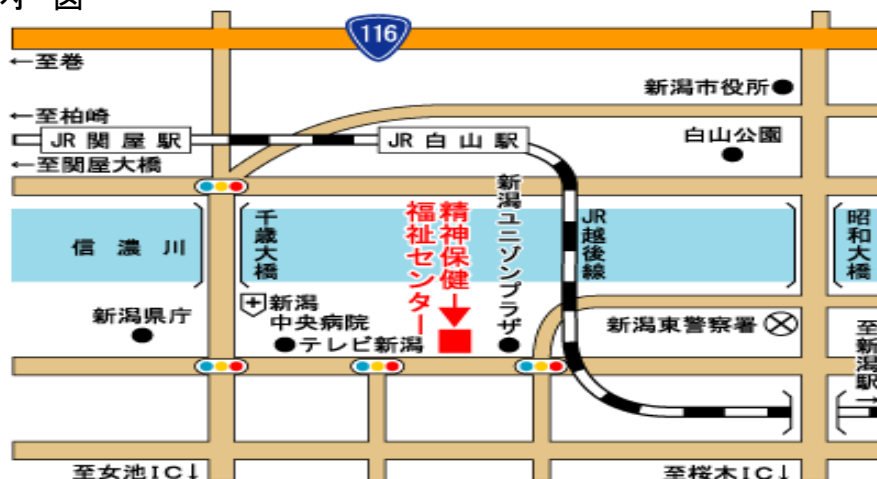 図
116
←至巻
新潟市役所
←至柏崎
JR関屋駅
JR白山駅
白山公園
←至関屋大橋
信濃川
千歳大橋
精神保健
福祉センター
新潟ユニゾンプラザ
JR越後線
昭和大橋
新潟県庁
新潟
中央病院
テレビ新潟
新潟東警察署
至新潟駅→
至女池IC↓
至桜木IC↓